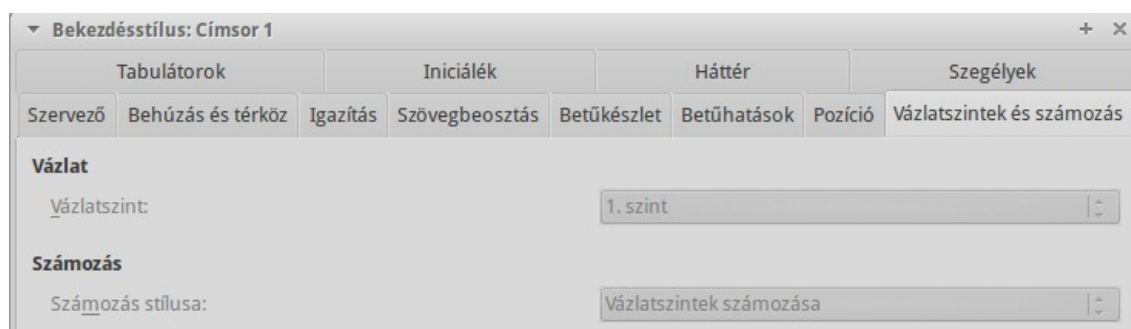 Bekezdésstílus: Címsor 1
Tabulátorok Iniciálék Háttér Szegélyek
Szervező Behúzás és térköz Igazítás Szövegbeosztás Betűkészlet Betűhatások Pozíció Vázlatszintek és számozás
Vázlat
Vázlatszint: 1. szint
Számozás
Számozás stílusa: Vázlatszintek számozása